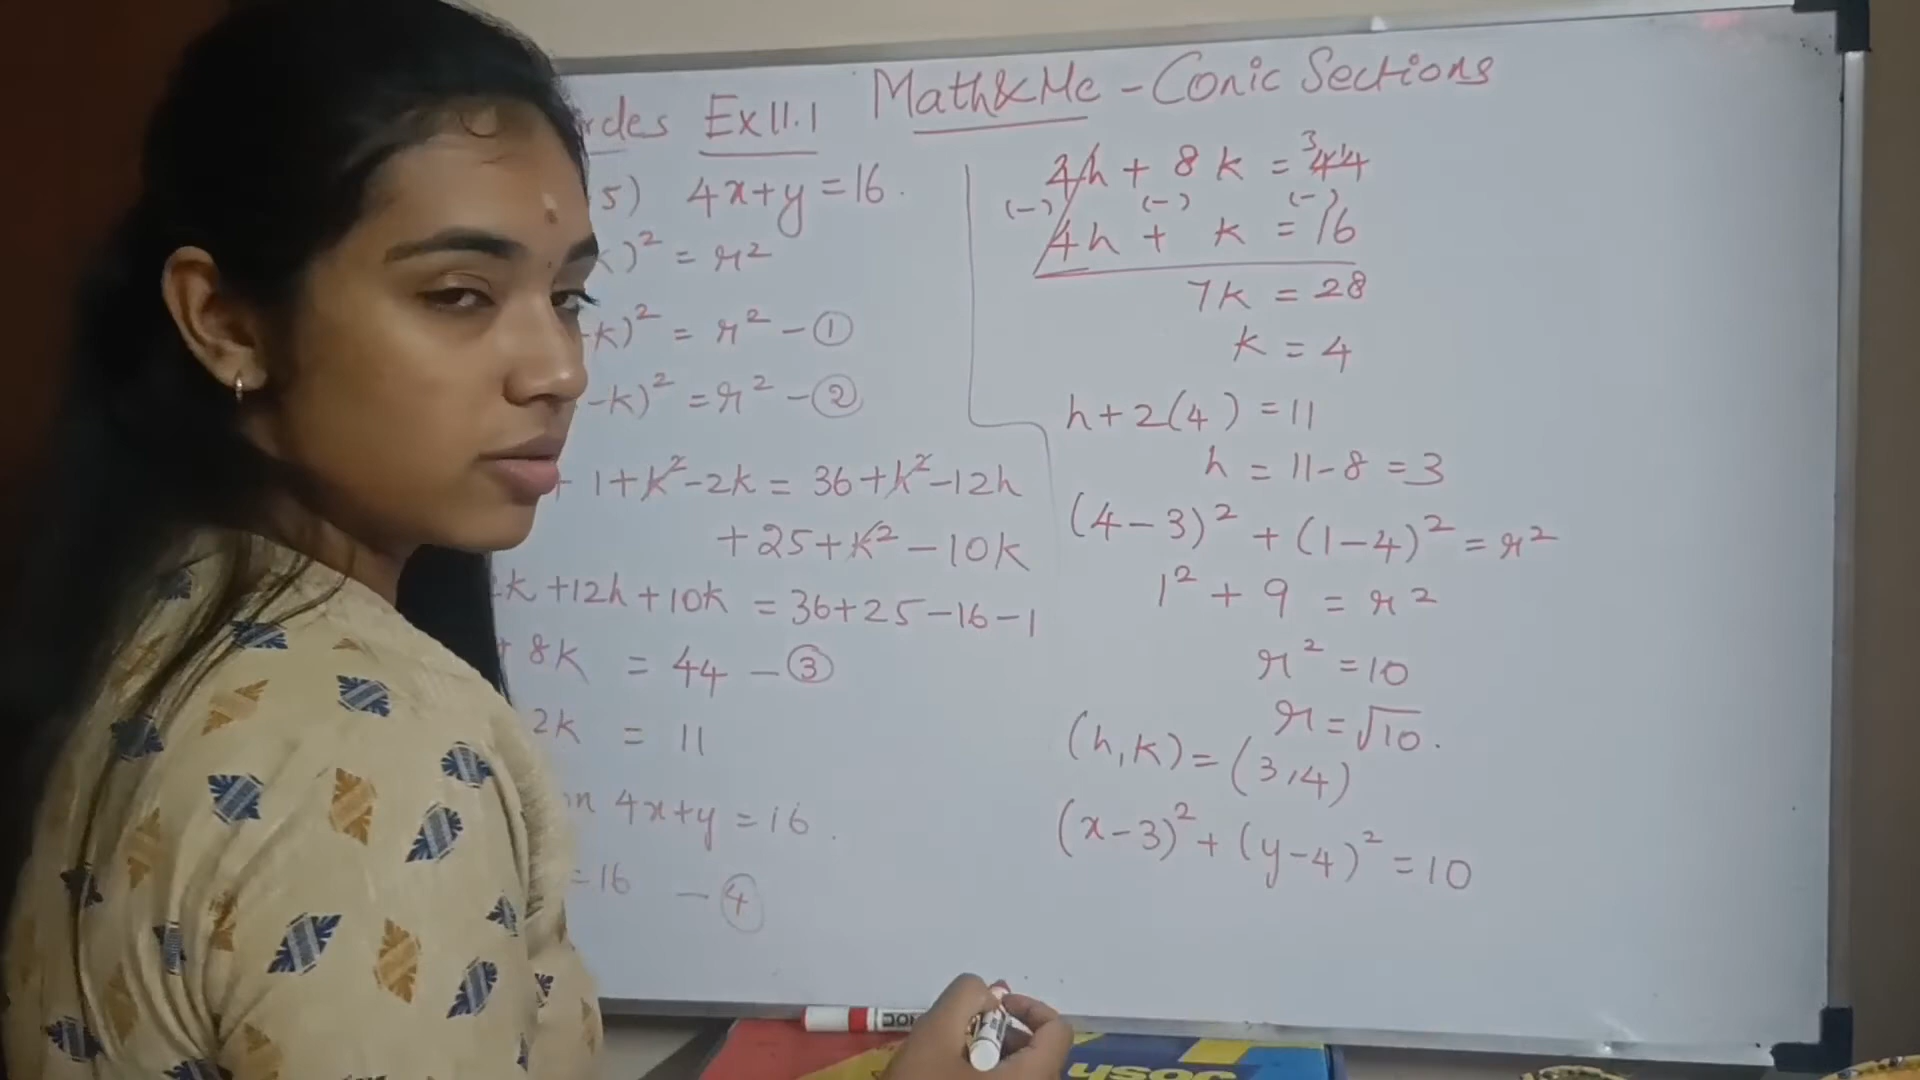 Math&Me - Conic Sections
Ex 11.1
5) 4x+y=16.
)² = r²
-k)² = r² - ①
-k)² = r² - ②
1+k²-2k = 36+h²-12h
+25+k²-10k
k +12h+10k = 36+25-16-1
+ 8k = 44 - ③
2k = 11
4x+y=16.
=16 - ④
4h + 8k = 44
(-) (-) (-)
4h + k = 16
7k = 28
k = 4
h+2(4) = 11
h = 11-8 = 3
(4-3)² + (1-4)² = r²
1² + 9 = r²
r² = 10
r = √10.
(h,k) = (3,4)
(x-3)² + (y-4)² = 10